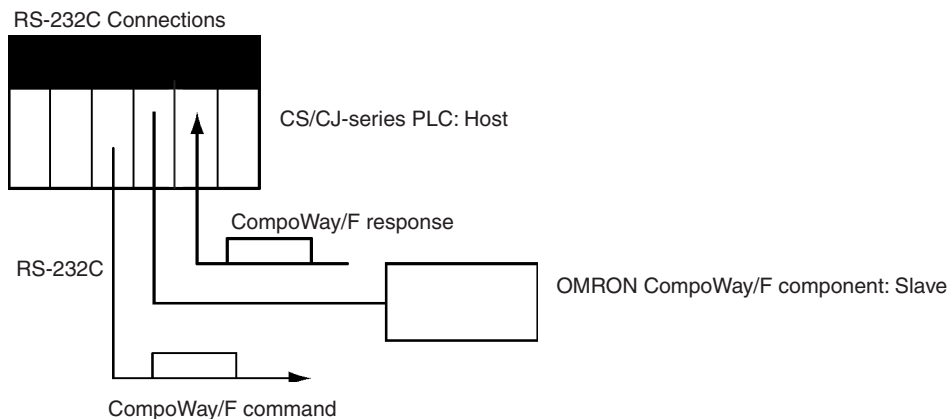 RS-232C Connections
CS/CJ-series PLC: Host
CompoWay/F response
RS-232C
OMRON CompoWay/F component: Slave
CompoWay/F command